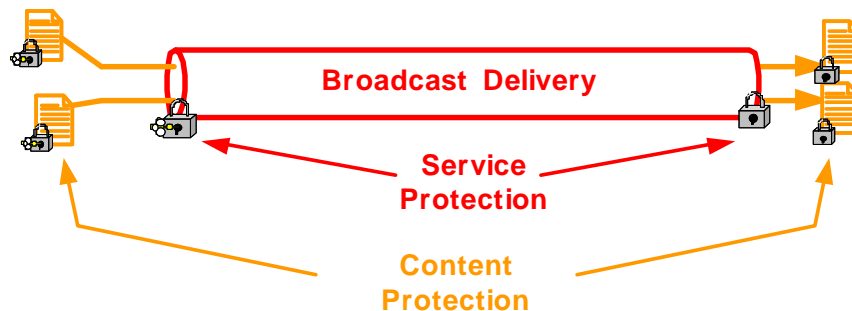 Broadcast Delivery
Service
Protection
Content
Protection